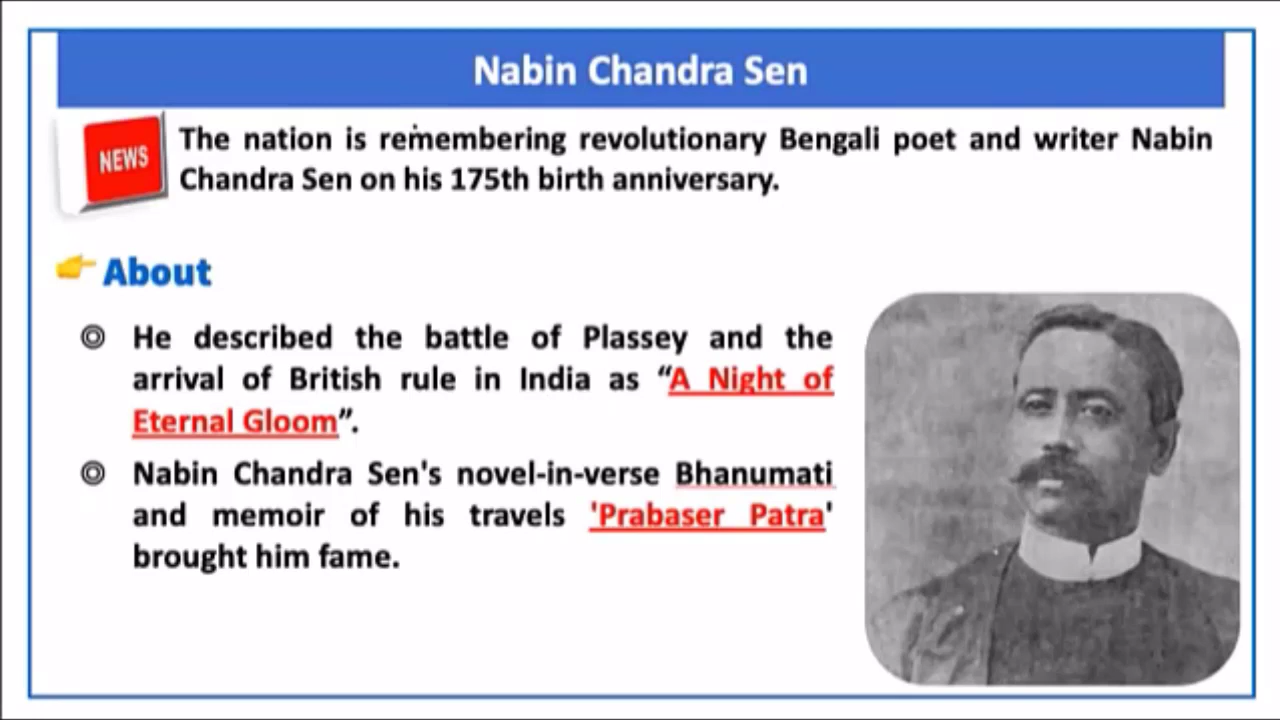 Nabin Chandra Sen
NEWS
The nation is remembering revolutionary Bengali poet and writer Nabin
Chandra Sen on his 175th birth anniversary.
About
He described the battle of Plassey and the
arrival of British rule in India as “A Night of
Eternal Gloom”.
Nabin Chandra Sen's novel-in-verse Bhanumati
and memoir of his travels 'Prabaser Patra'
brought him fame.